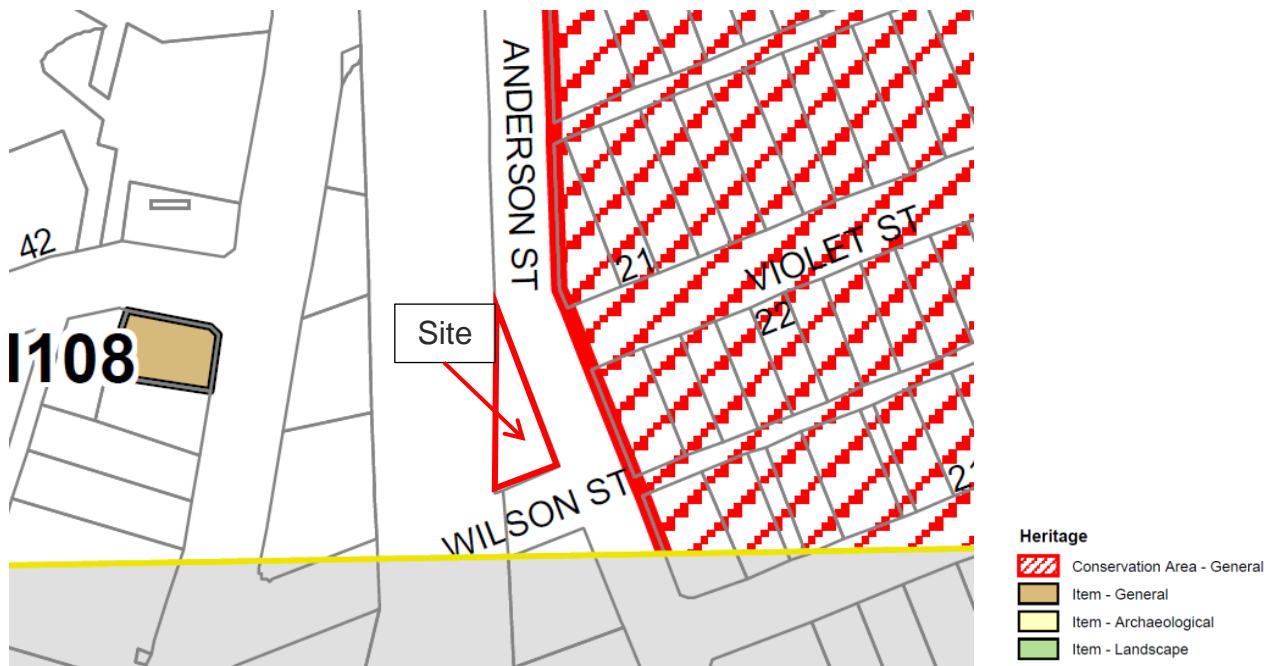 ANDERSON ST
42
21
VIOLET ST
22
Site
I108
WILSON ST
Heritage
Conservation Area - General
Item - General
Item - Archaeological
Item - Landscape